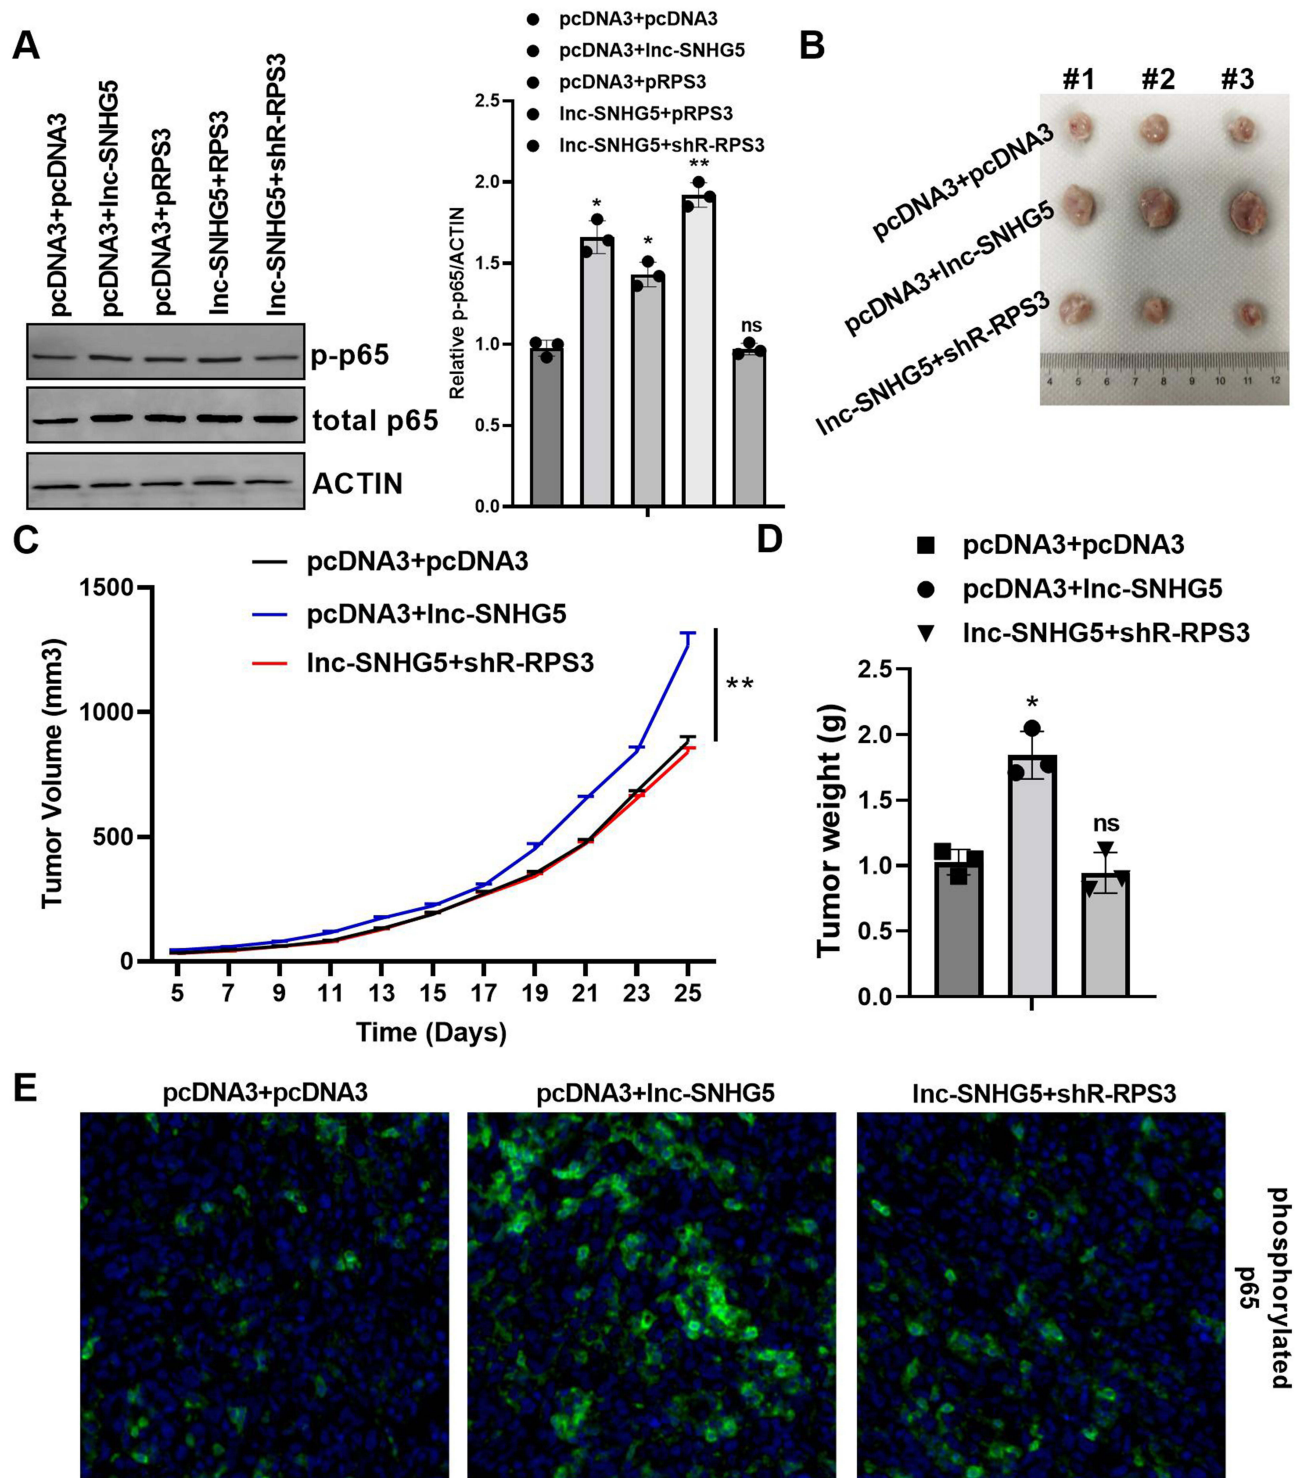 A
pcDNA3+pcDNA3
pcDNA3+lnc-SNHG5
pcDNA3+pRPS3
lnc-SNHG5+RPS3
lnc-SNHG5+shR-RPS3
p-p65
total p65
ACTIN
pcDNA3+pcDNA3
pcDNA3+lnc-SNHG5
pcDNA3+pRPS3
lnc-SNHG5+pRPS3
lnc-SNHG5+shR-RPS3
Relative p-p65/ACTIN
2.5
2.0
1.5
1.0
0.5
0.0
*
*
**
ns
B
#1 #2 #3
pcDNA3+pcDNA3
pcDNA3+lnc-SNHG5
lnc-SNHG5+shR-RPS3
4 5 6 7 8 9 10 11 12
C
pcDNA3+pcDNA3
pcDNA3+lnc-SNHG5
lnc-SNHG5+shR-RPS3
Tumor Volume (mm3)
1500
1000
500
0
**
5 7 9 11 13 15 17 19 21 23 25
Time (Days)
D
pcDNA3+pcDNA3
pcDNA3+lnc-SNHG5
lnc-SNHG5+shR-RPS3
Tumor weight (g)
2.5
2.0
1.5
1.0
0.5
0.0
*
ns
E
pcDNA3+pcDNA3
pcDNA3+lnc-SNHG5
lnc-SNHG5+shR-RPS3
phosphorylated
p65